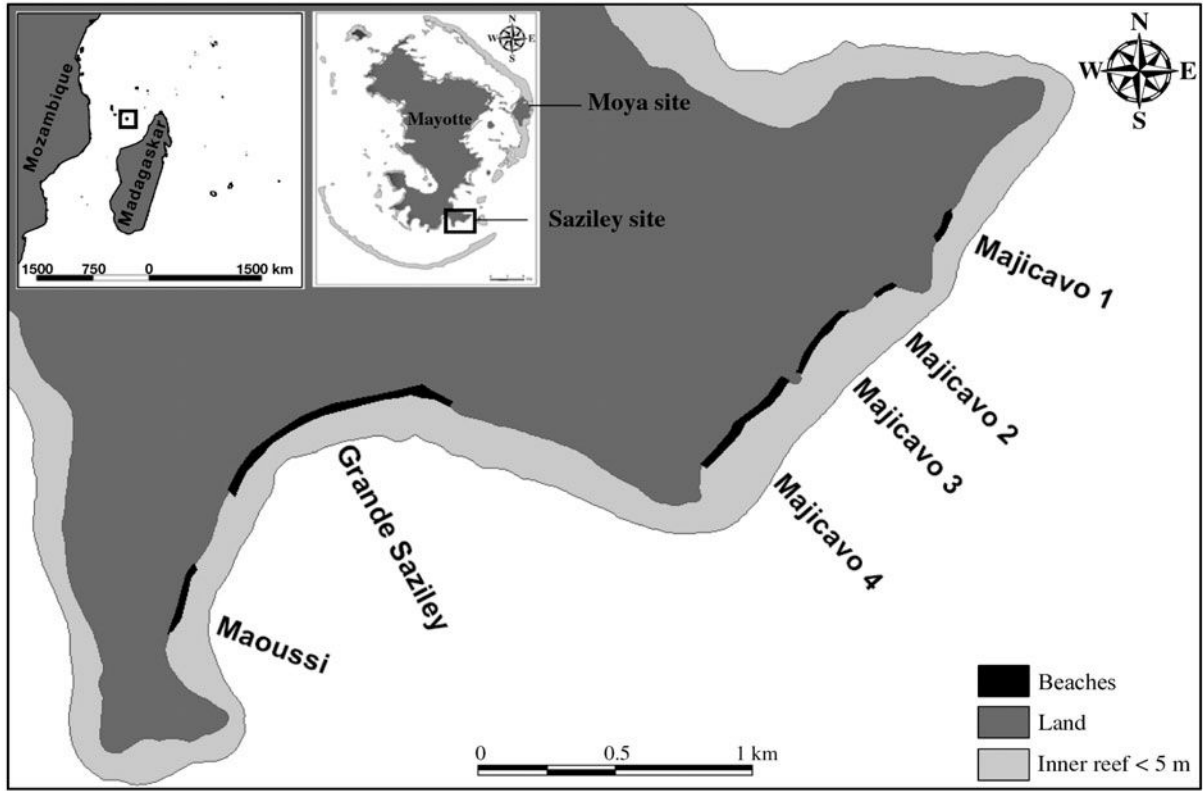 Mozambique
Madagaskar
1500 750 0 1500 km
N
W E
S
Mayotte
Moya site
Saziley site
N
W E
S
Majicavo 1
Majicavo 2
Majicavo 3
Majicavo 4
Grande Saziley
Maoussi
0 0.5 1 km
Beaches
Land
Inner reef < 5 m